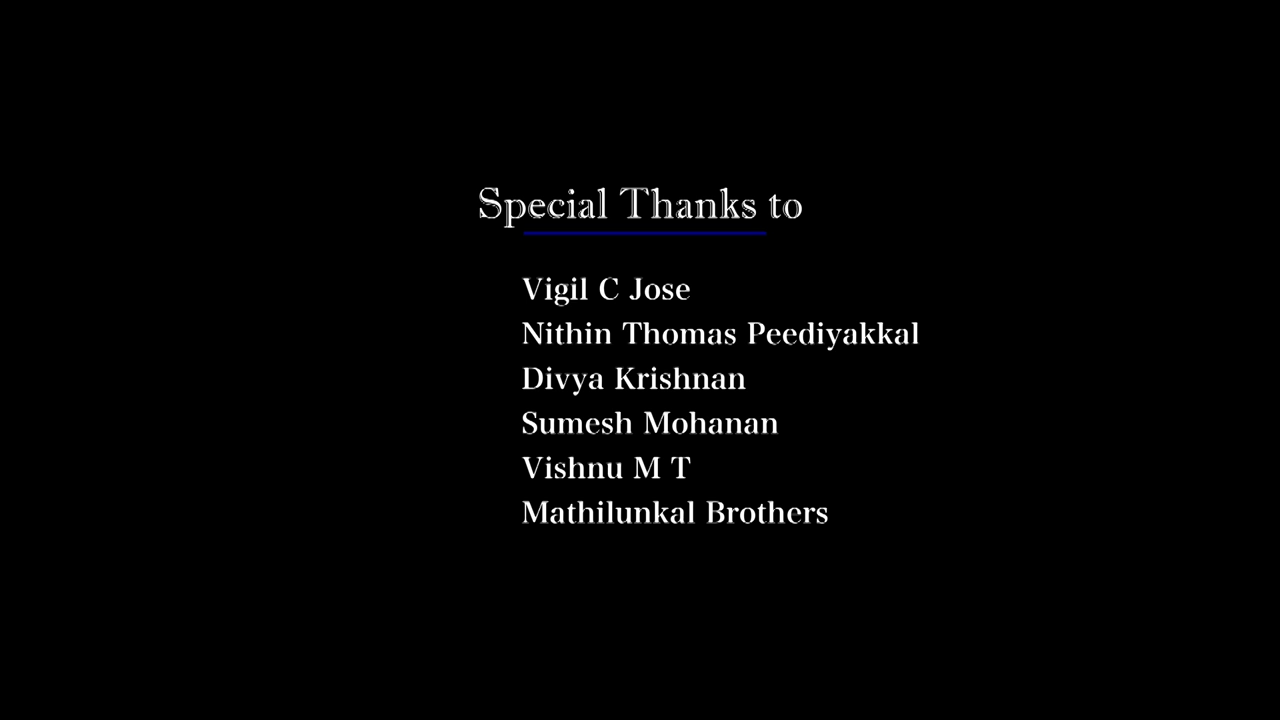 Special Thanks to
Vigil C Jose
Nithin Thomas Peediyakkal
Divya Krishnan
Sumesh Mohanan
Vishnu M T
Mathilunkal Brothers